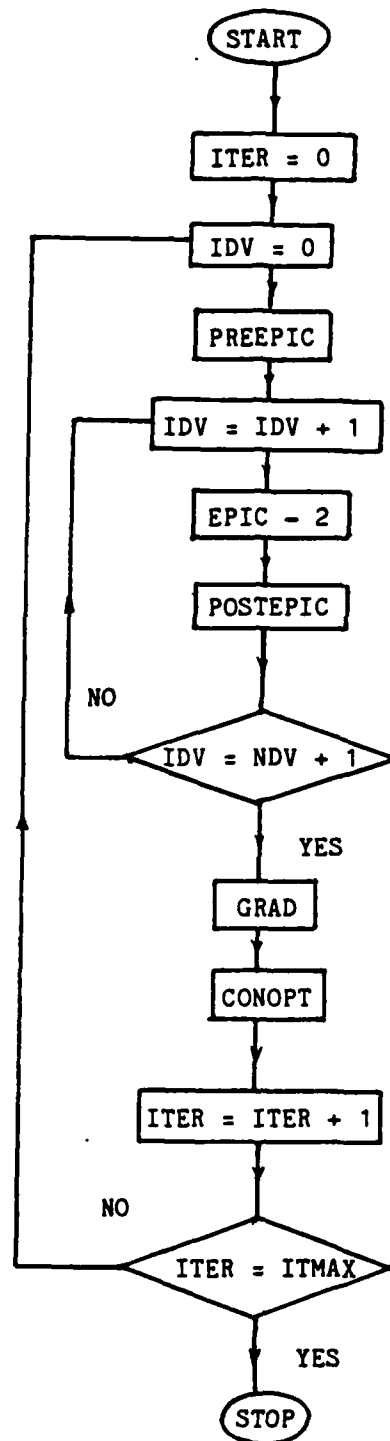 START
ITER = 0
IDV = 0
PREEPIC
IDV = IDV + 1
EPIC - 2
POSTEPIC
NO
IDV = NDV + 1
YES
GRAD
CONOPT
ITER = ITER + 1
NO
ITER = ITMAX
YES
STOP